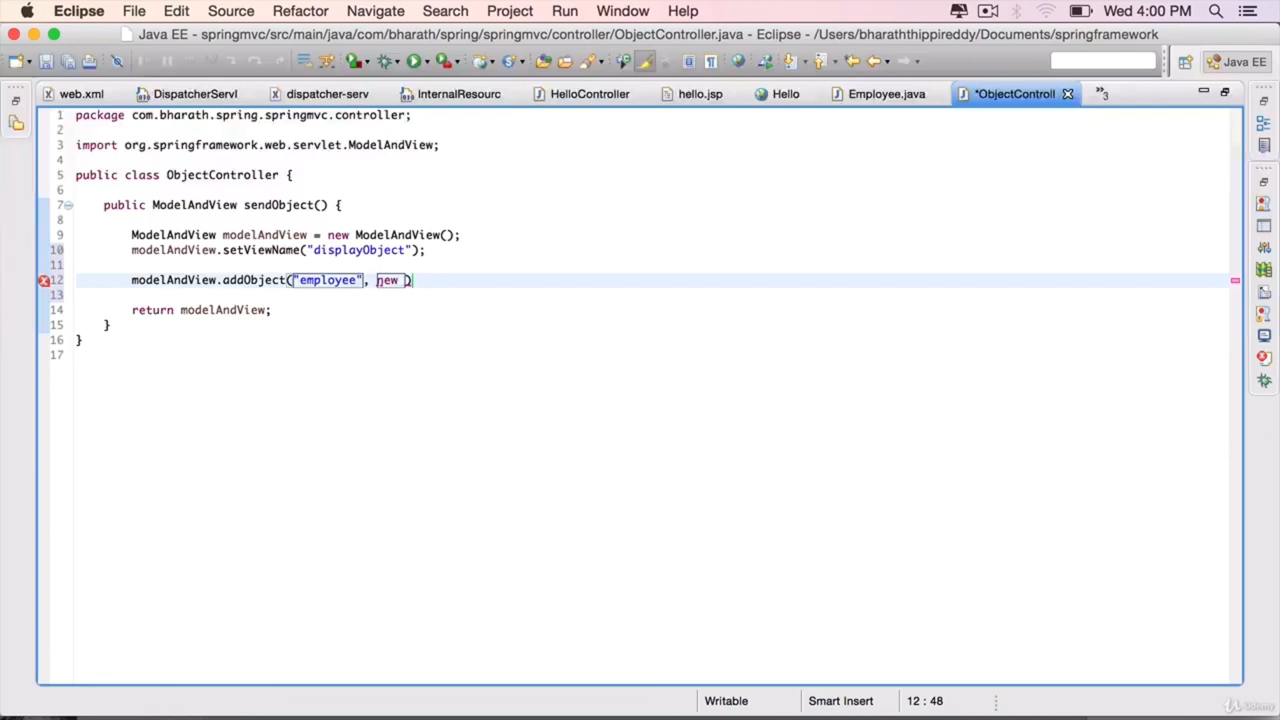 Eclipse File Edit Source Refactor Navigate Search Project Run Window Help Wed 4:00 PM
Java EE - springmvc/src/main/java/com/bharath/spring/springmvc/controller/ObjectController.java - Eclipse - /Users/bharaththippireddy/Documents/springframework
Java EE
web.xml DispatcherServl dispatcher-serv InternalResourc HelloController hello.jsp Hello Employee.java *ObjectControll 3
1 package com.bharath.spring.springmvc.controller;
2
3 import org.springframework.web.servlet.ModelAndView;
4
5 public class ObjectController {
6
7 public ModelAndView sendObject() {
8
9 ModelAndView modelAndView = new ModelAndView();
10 modelAndView.setViewName("displayObject");
11
12 modelAndView.addObject("employee", new )
13
14 return modelAndView;
15 }
16 }
17
Writable Smart Insert 12 : 48
Udemy